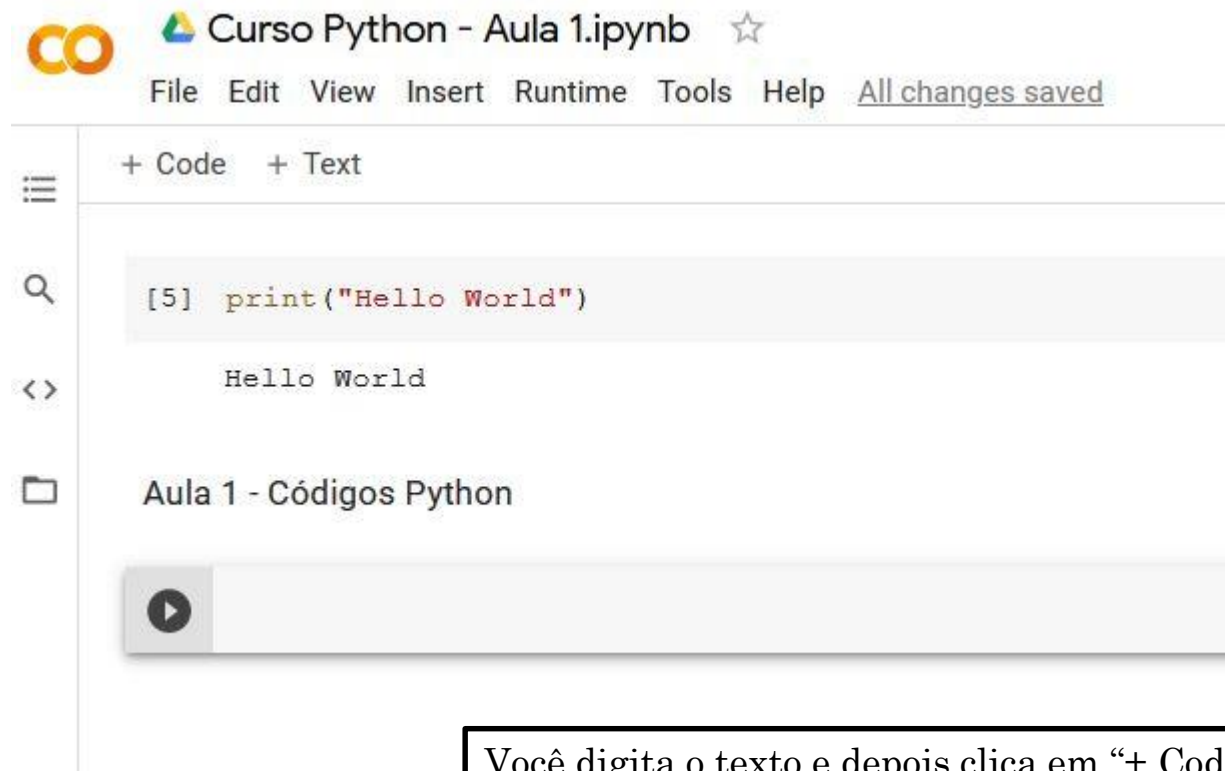 CO Curso Python - Aula 1.ipynb
File Edit View Insert Runtime Tools Help All changes saved
+ Code + Text
[5] print("Hello World")
Hello World
Aula 1 - Códigos Python
Você digita o texto e depois clica em “+ Cod